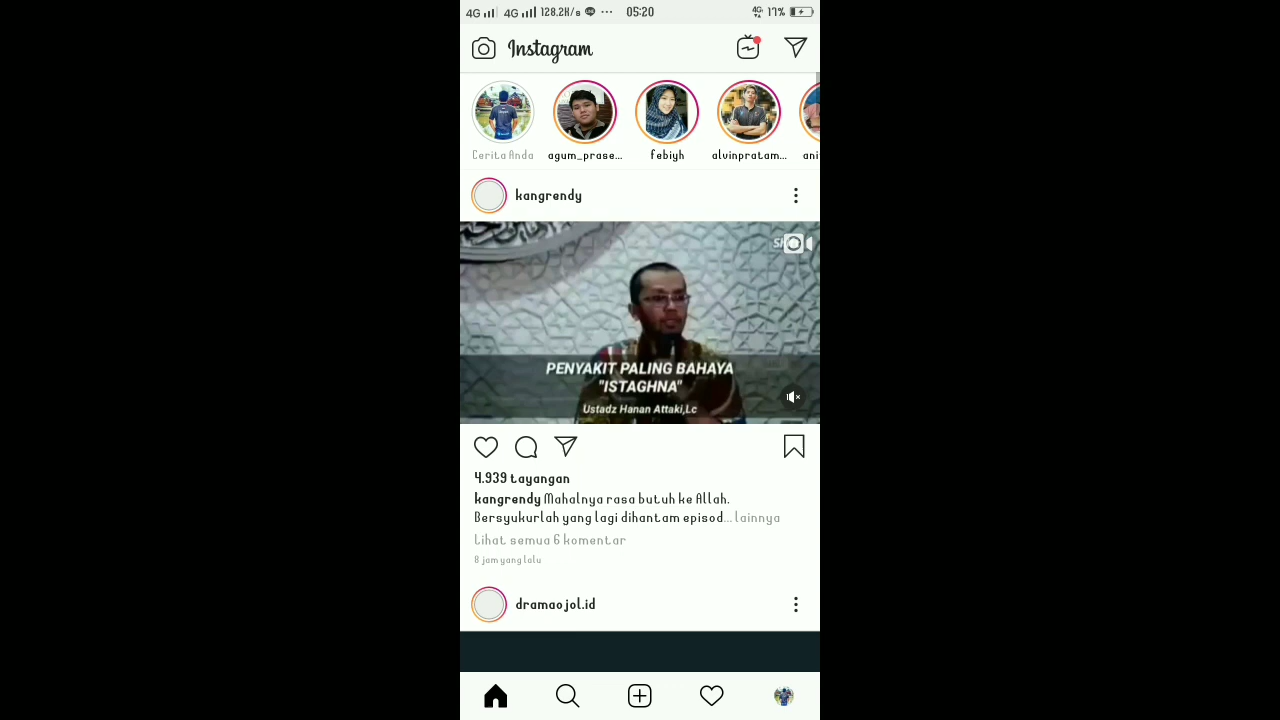 4G 4G 128.2K/s ... 05:20 4G 17%
Instagram
Cerita Anda agum_prase... febiyh alvinpratam... ani
kangrendy
PENYAKIT PALING BAHAYA
"ISTAGHNA"
Ustadz Hanan Attaki,Lc
4.939 tayangan
kangrendy Mahalnya rasa butuh ke Allah.
Bersyukurlah yang lagi dihantam episod... lainnya
Lihat semua 6 komentar
8 jam yang lalu
dramaojol.id